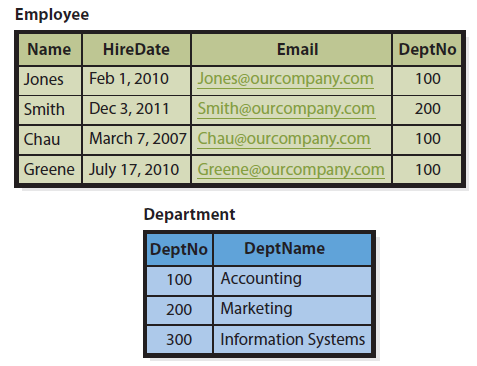 Employee
Name HireDate Email DeptNo
Jones Feb 1, 2010 Jones@ourcompany.com 100
Smith Dec 3, 2011 Smith@ourcompany.com 200
Chau March 7, 2007 Chau@ourcompany.com 100
Greene July 17, 2010 Greene@ourcompany.com 100
Department
DeptNo DeptName
100 Accounting
200 Marketing
300 Information Systems